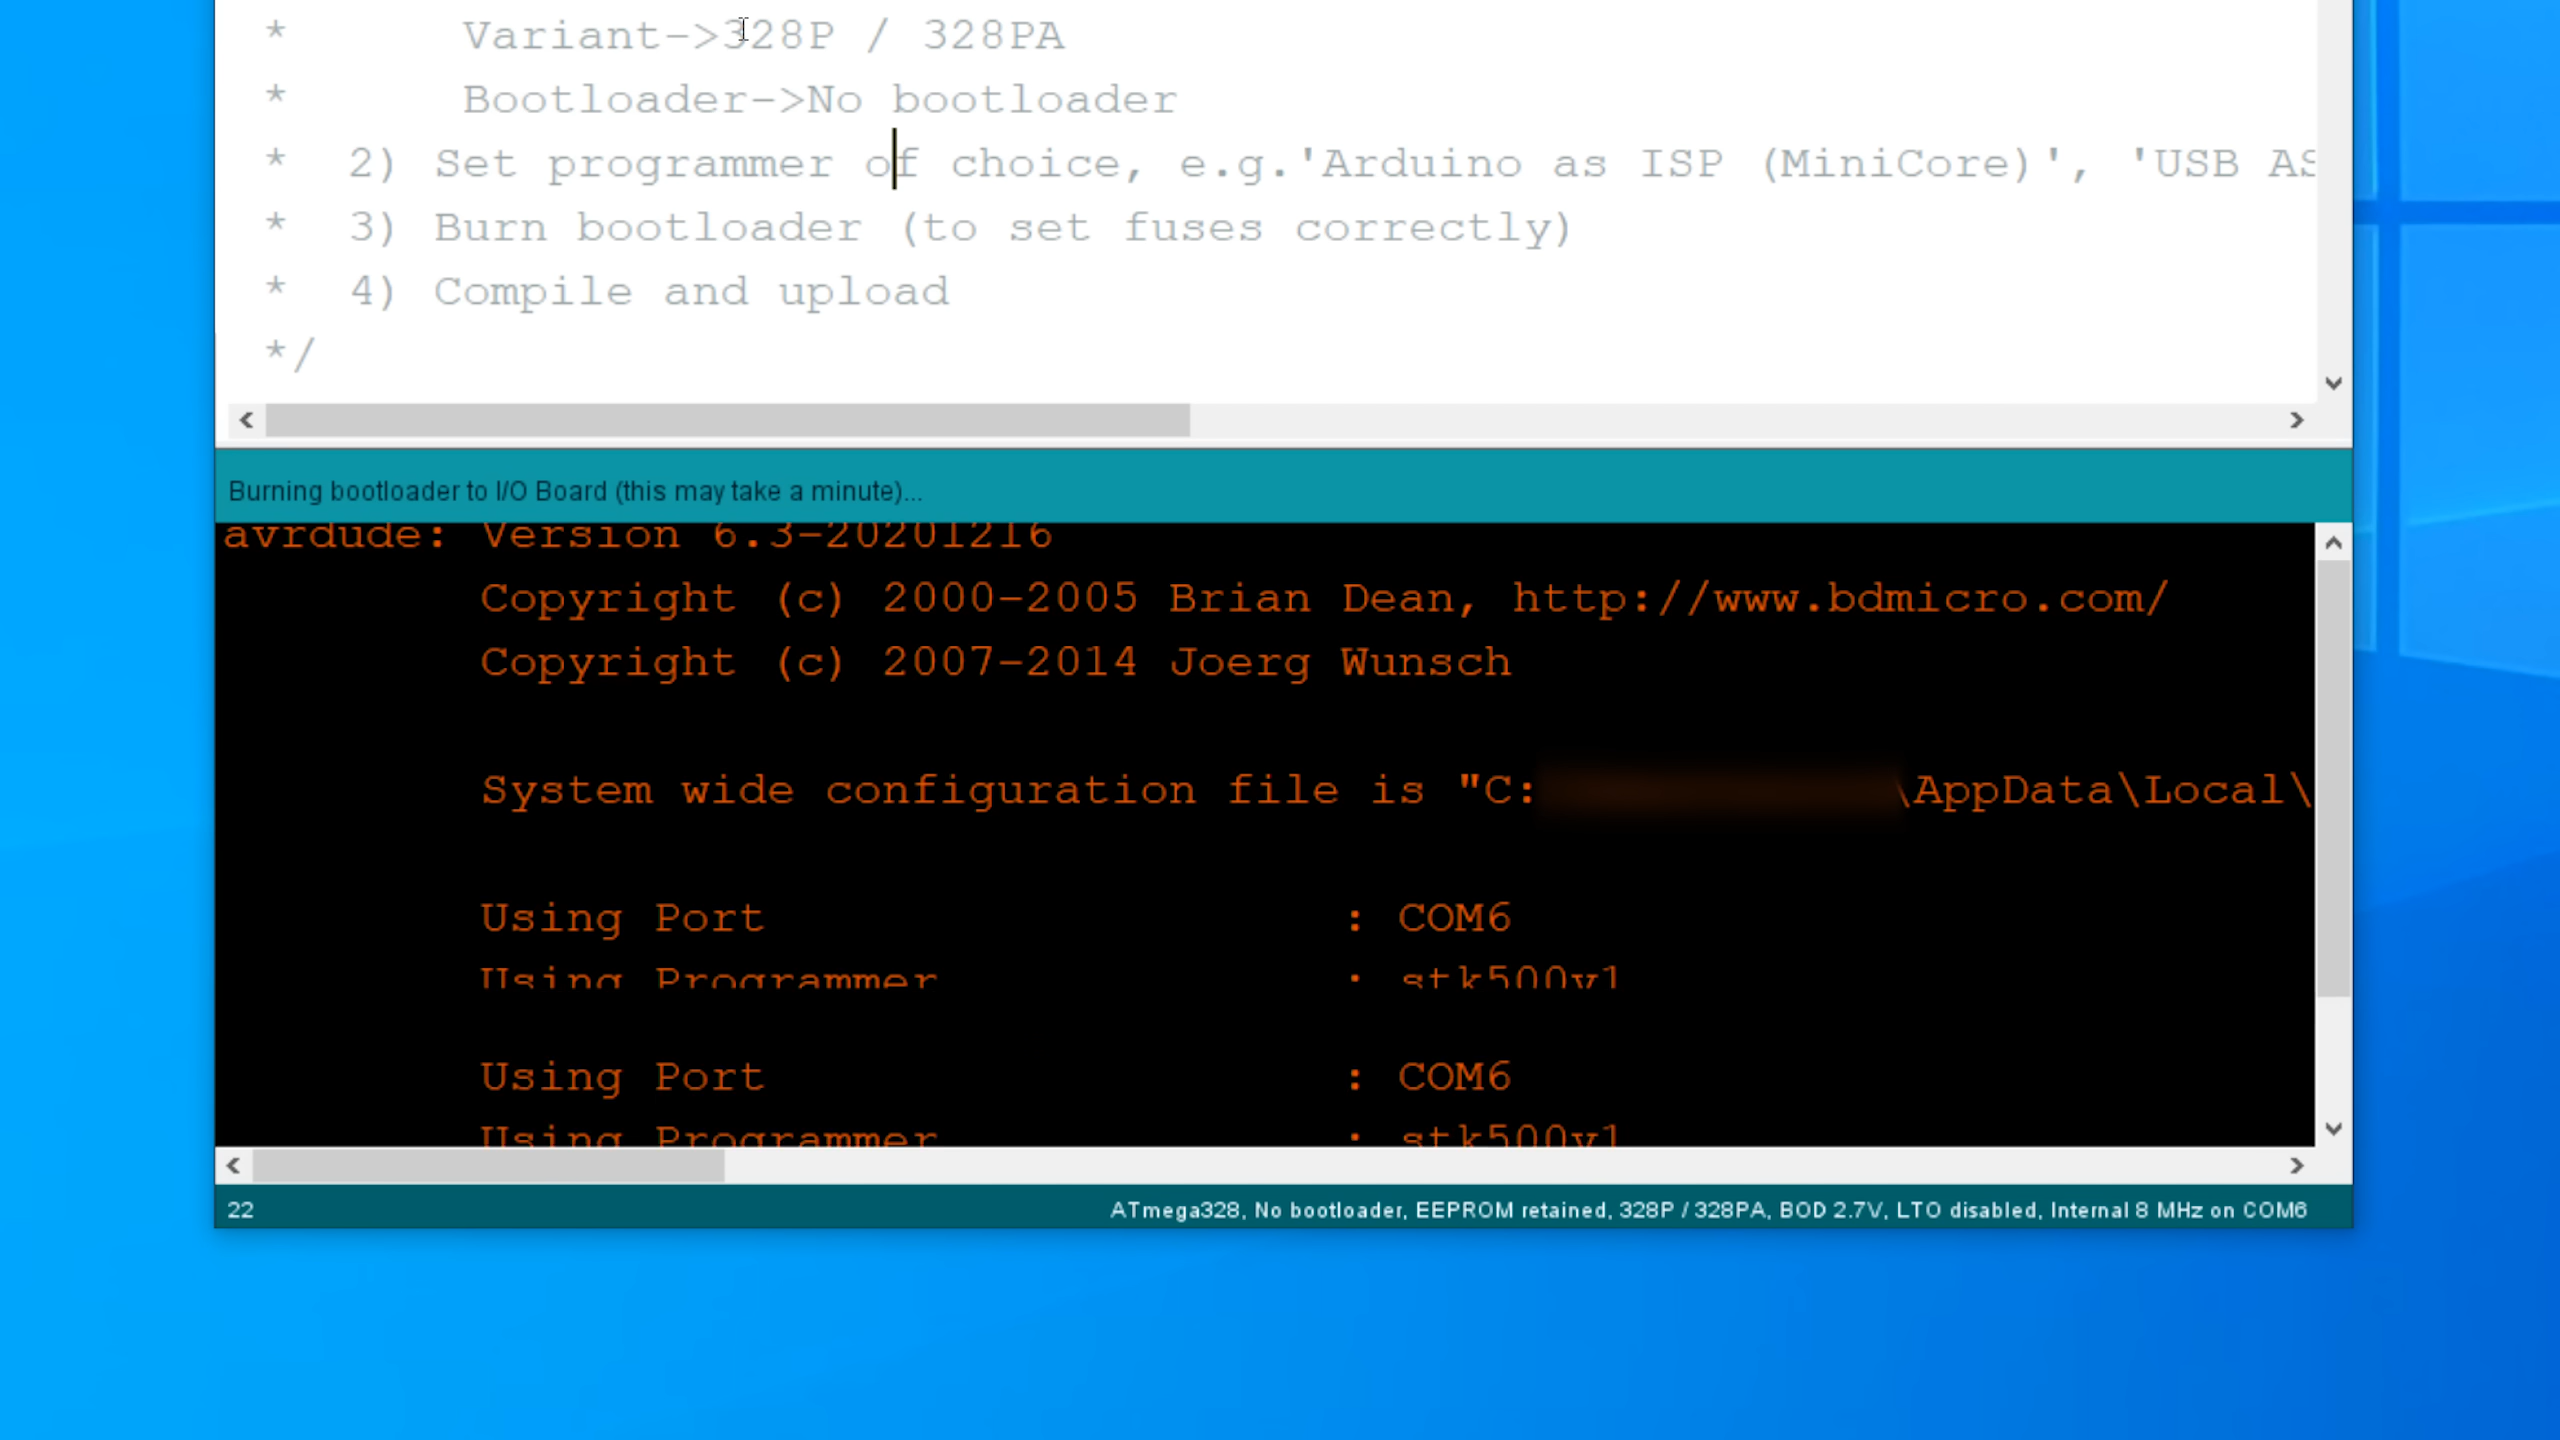 * Variant->328P / 328PA
* Bootloader->No bootloader
* 2) Set programmer of choice, e.g.'Arduino as ISP (MiniCore)', 'USB AS
* 3) Burn bootloader (to set fuses correctly)
* 4) Compile and upload
*/
Burning bootloader to I/O Board (this may take a minute)...
avrdude: Version 6.3-20201216
Copyright (c) 2000-2005 Brian Dean, http://www.bdmicro.com/
Copyright (c) 2007-2014 Joerg Wunsch
System wide configuration file is "C: \AppData\Local\
Using Port : COM6
Using Programmer : stk500v1
Using Port : COM6
Using Programmer : stk500v1
22
ATmega328, No bootloader, EEPROM retained, 328P / 328PA, BOD 2.7V, LTO disabled, Internal 8 MHz on COM6